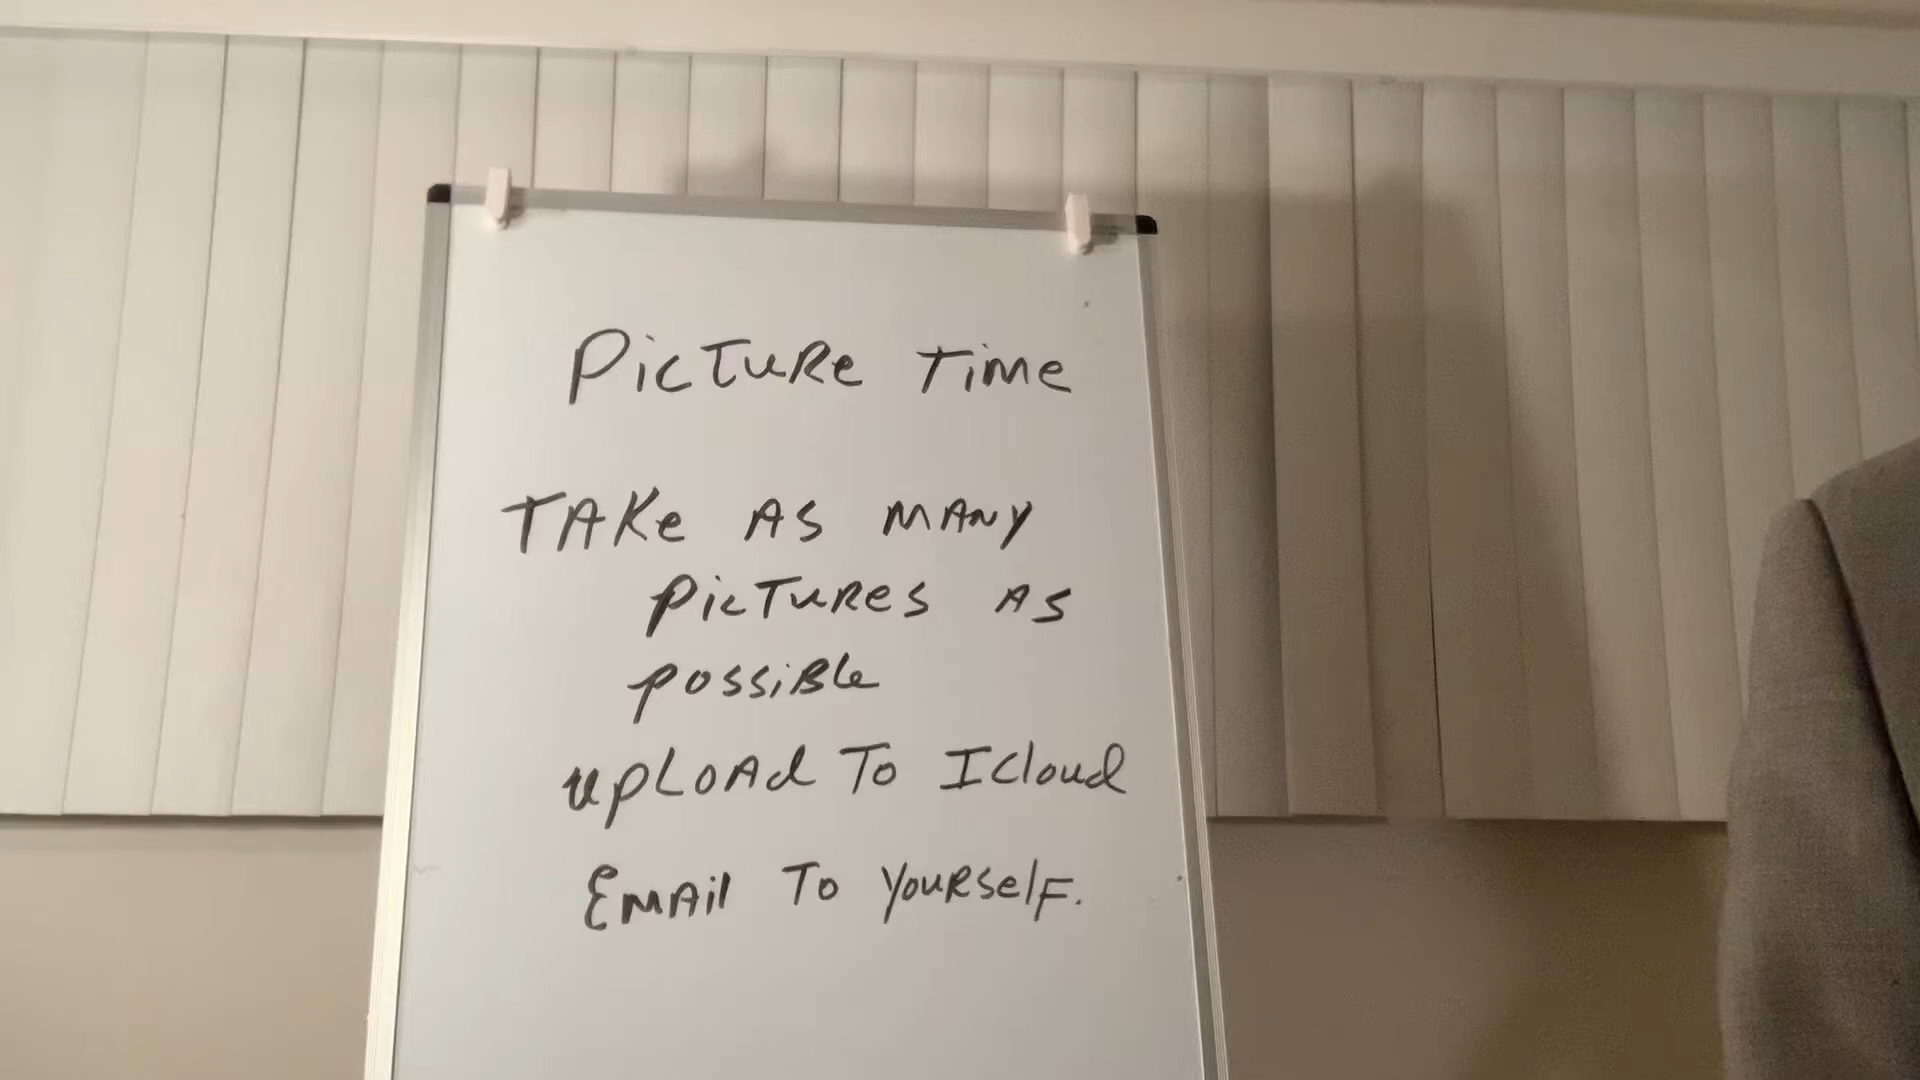 PicTuRe Time
TAKe AS mANY
PicTuRes AS
possiBle
upLOAd To ICloud
EmAil To YouRselF.